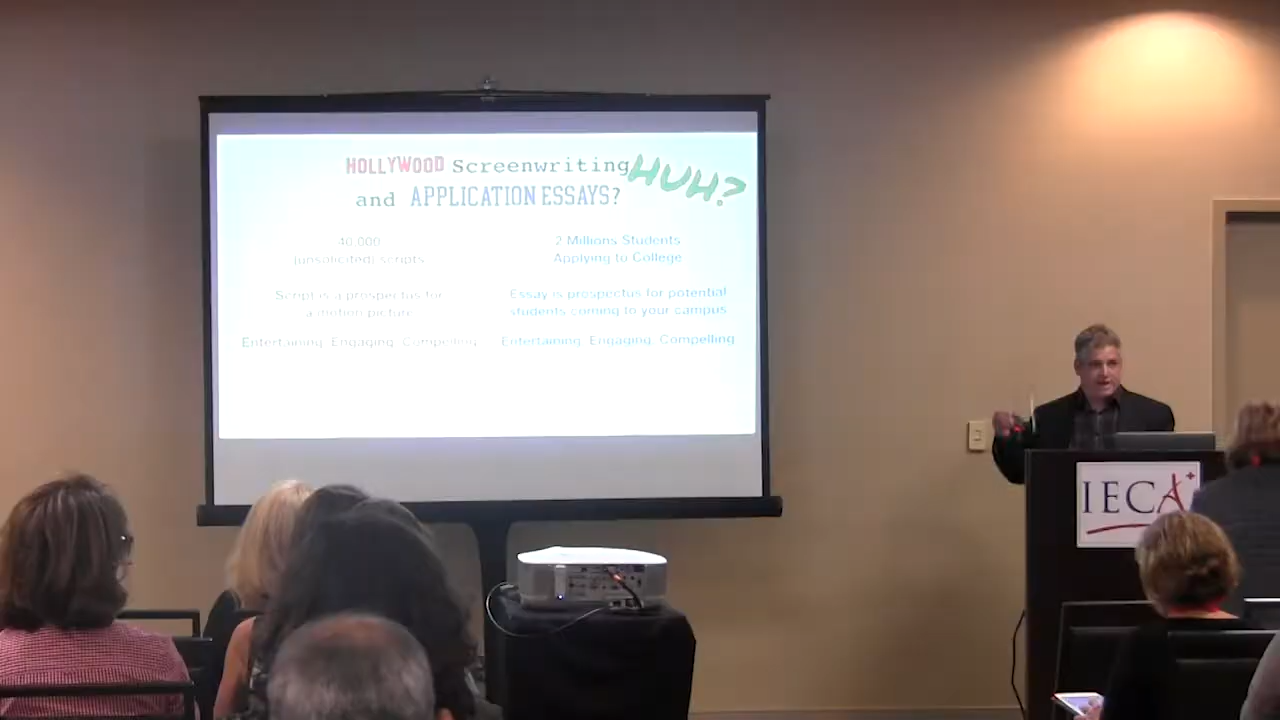 HOLLYWOOD Screenwriting HUH?
and APPLICATION ESSAYS?
40,000
(unsolicited) scripts
Script is a prospectus for
a motion picture
Entertaining. Engaging. Compelling.
2 Millions Students
Applying to College
Essay is prospectus for potential
students coming to your campus
Entertaining. Engaging. Compelling.
IECA